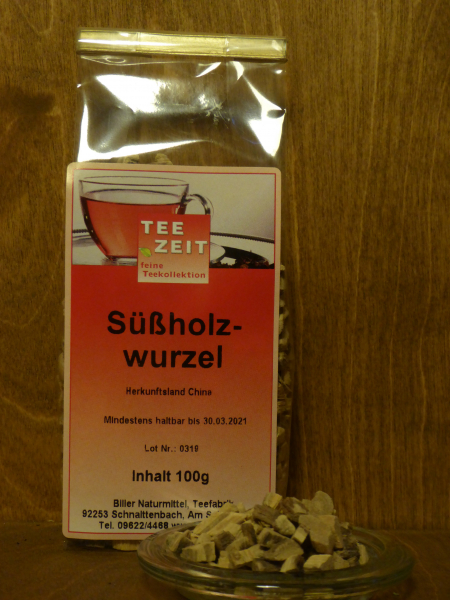 TEE
ZEIT
feine
Teekollektion
Süßholz-
wurzel
Herkunftsland China
Mindestens haltbar bis 30.03.2021
Lot Nr.: 0319
Inhalt 100g
Biller Naturmittel, Teefabrik
92253 Schnaittenbach, Am
Tel. 09622/4468